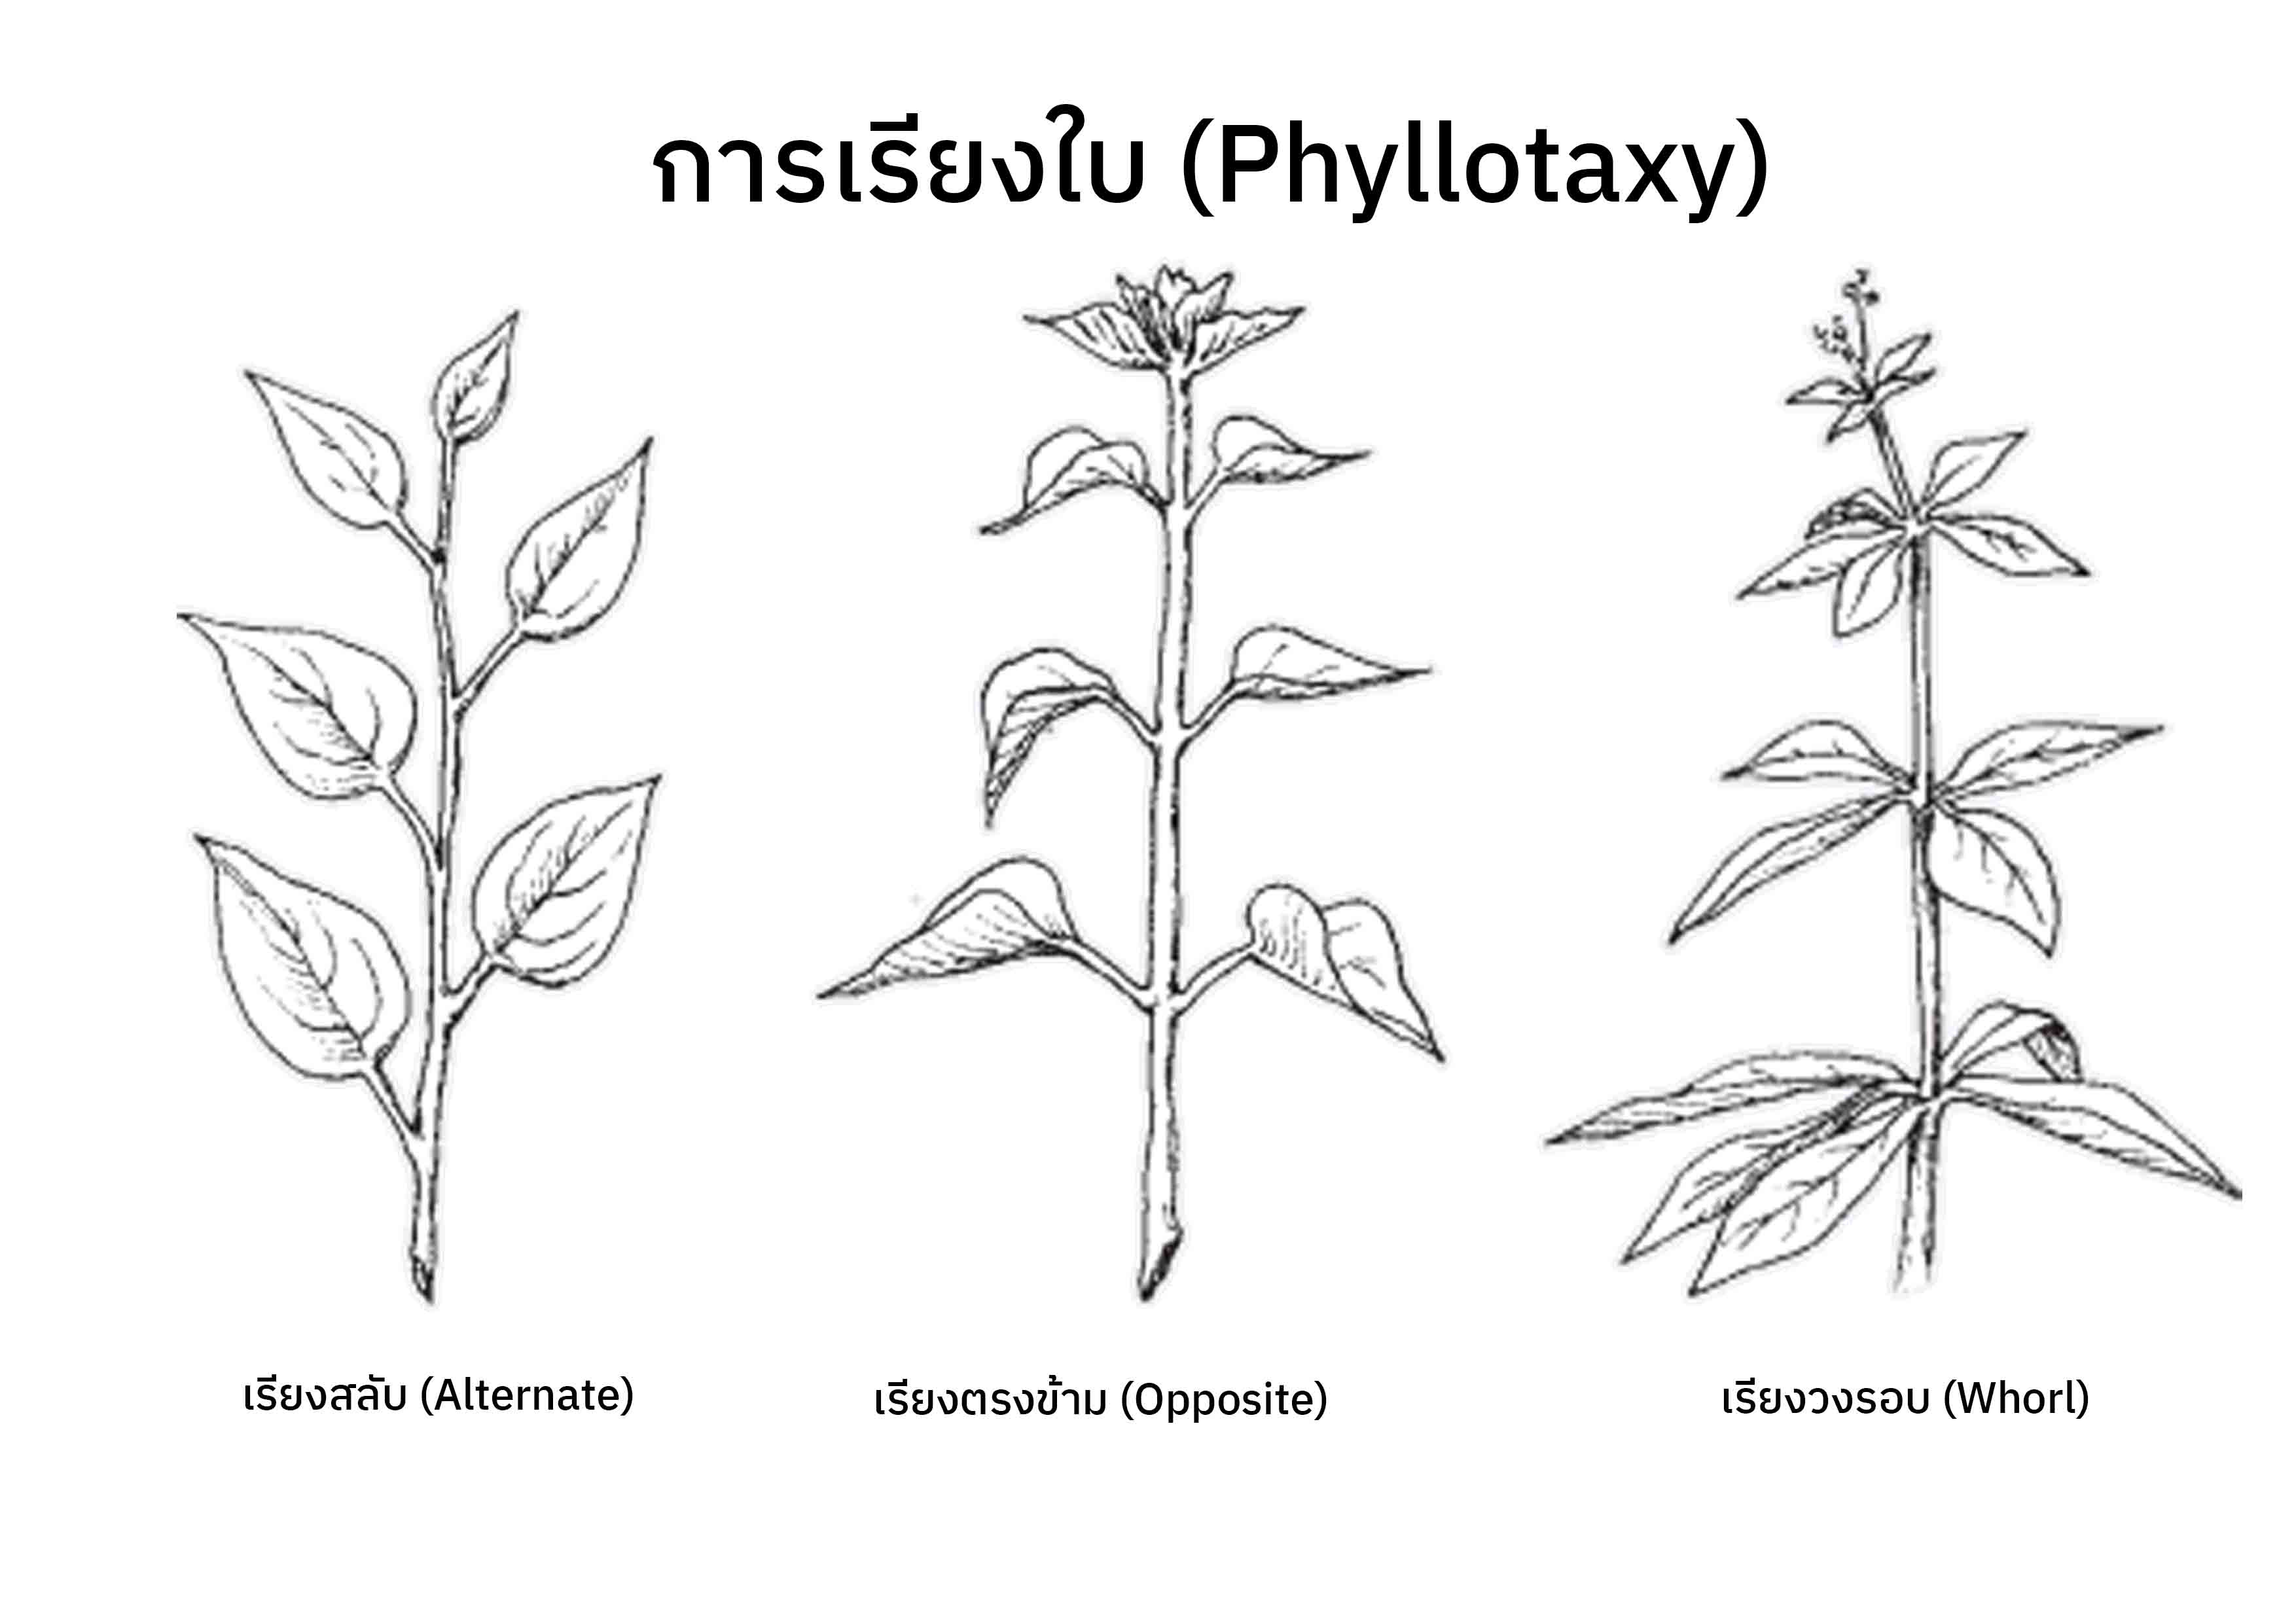 การเรียงใบ (Phyllotaxy)
เรียงสลับ (Alternate)
เรียงตรงข้าม (Opposite)
เรียงวงรอบ (Whorl)